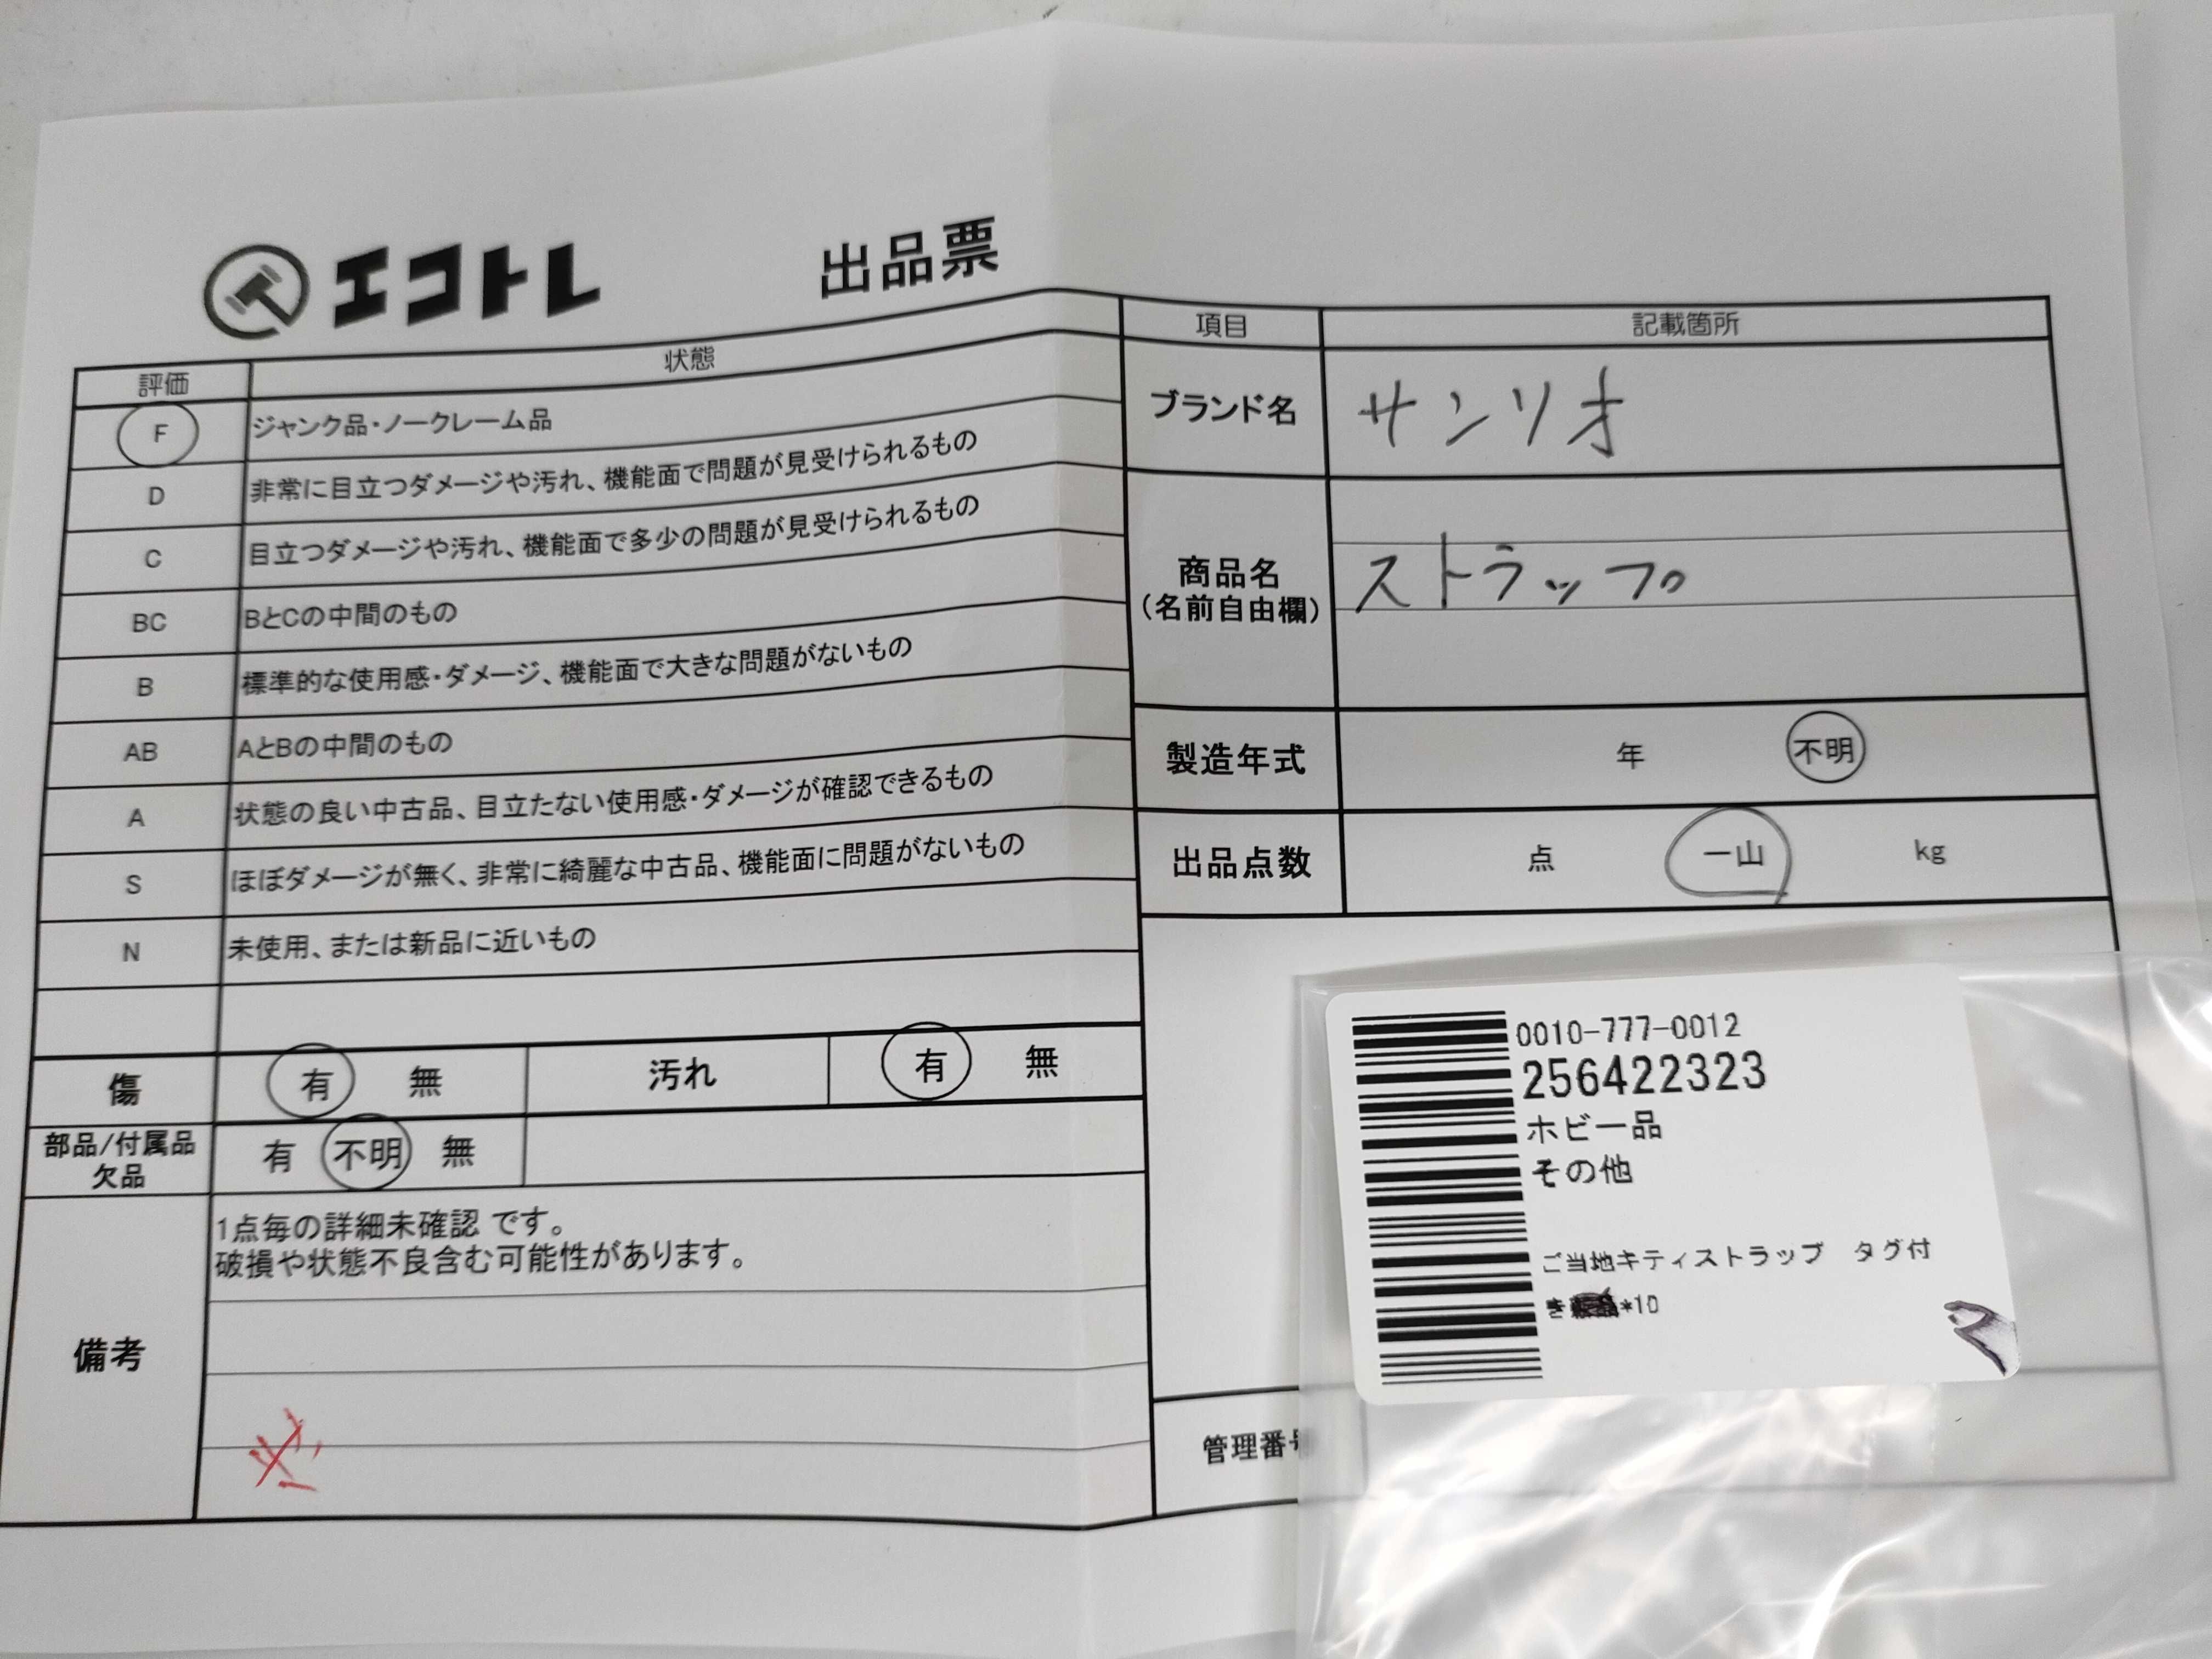 エコトレ 出品票
評価 状態
F ジャンク品・ノークレーム品
D 非常に目立つダメージや汚れ、機能面で問題が見受けられるもの
C 目立つダメージや汚れ、機能面で多少の問題が見受けられるもの
BC BとCの中間のもの
B 標準的な使用感・ダメージ、機能面で大きな問題がないもの
AB AとBの中間のもの
A 状態の良い中古品、目立たない使用感・ダメージが確認できるもの
S ほぼダメージが無く、非常に綺麗な中古品、機能面に問題がないもの
N 未使用、または新品に近いもの
傷 有 無 汚れ 有 無
部品/付属品
欠品 有 不明 無
備考
1点毎の詳細未確認 です。
破損や状態不良含む可能性があります。
項目 記載箇所
ブランド名 サンリオ
商品名
(名前自由欄) ストラップ
製造年式 年 不明
出品点数 点 一山 kg
管理番号
0010-777-0012
256422323
ホビー品
その他
ご当地キティストラップ タグ付
き *10